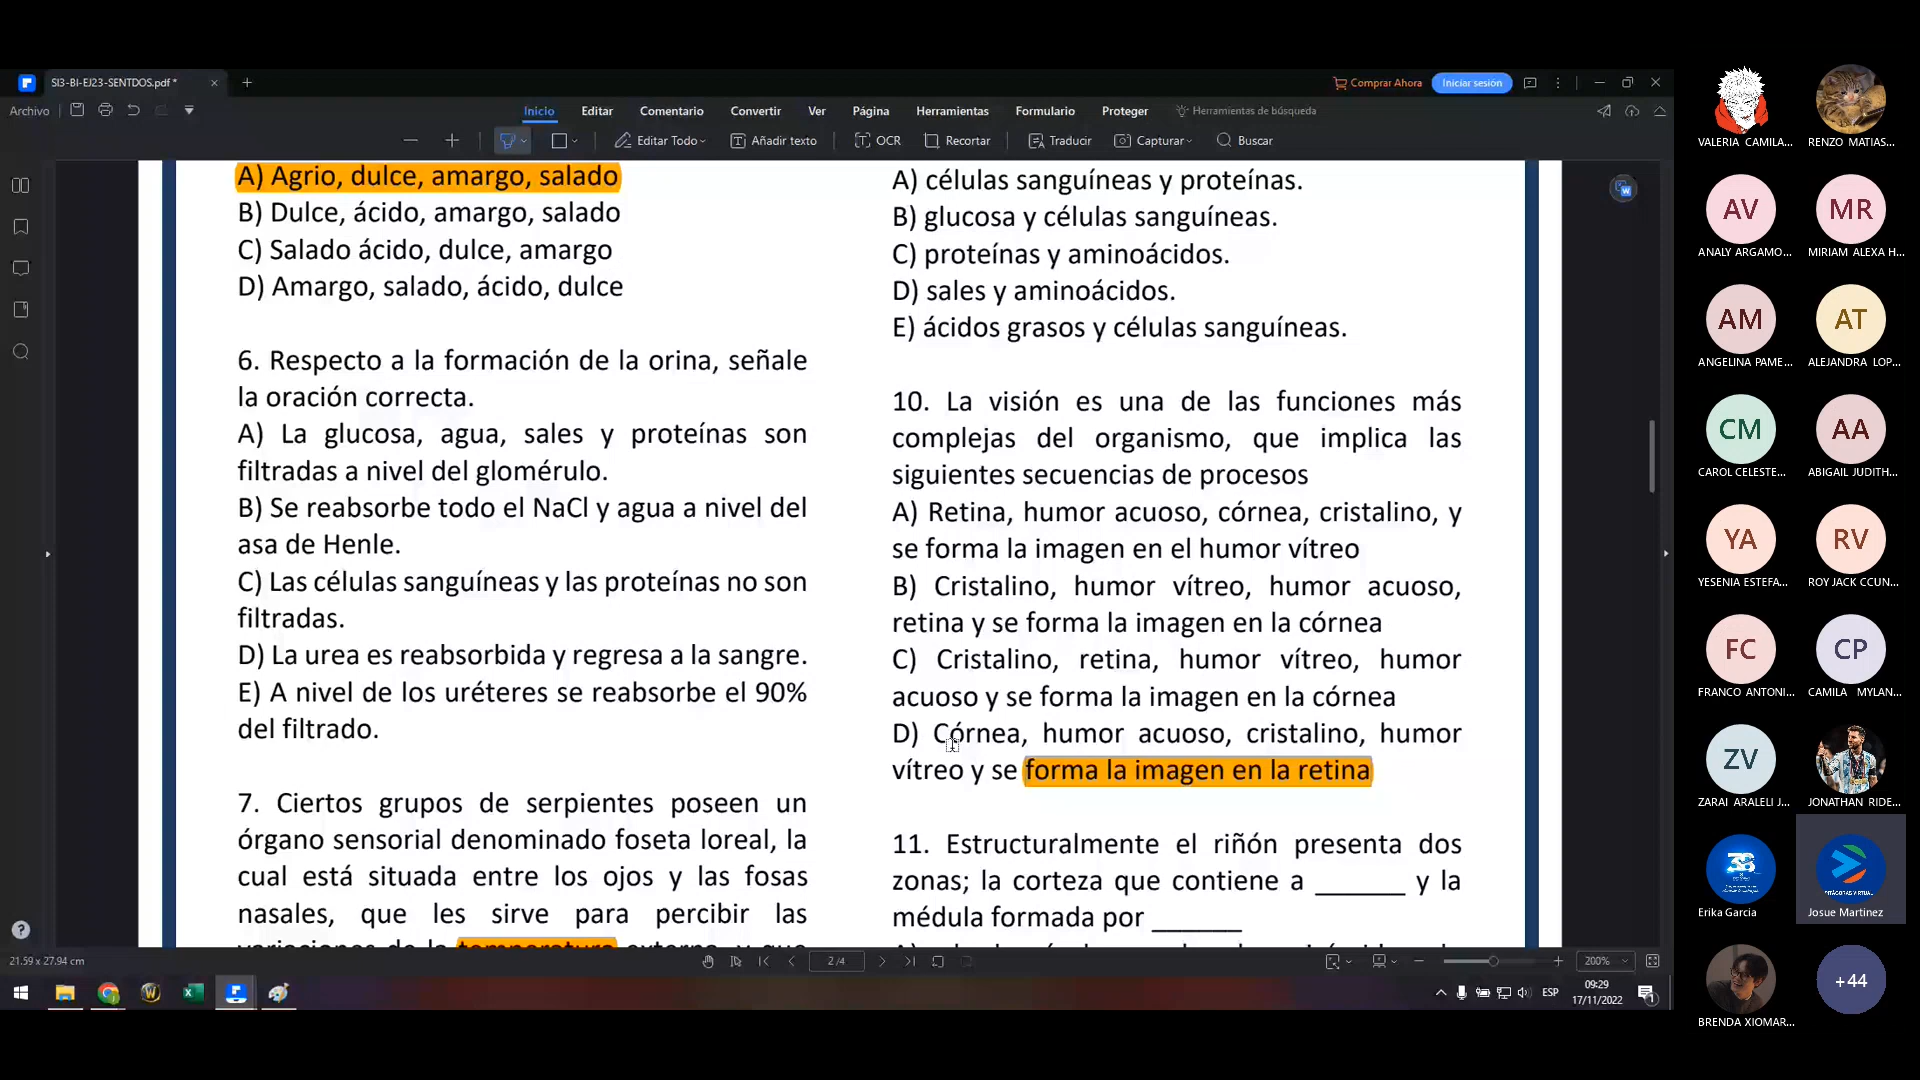 SI3-BI-EJ23-SENTDOS.pdf *
Comprar Ahora
Iniciar sesión
Archivo
Inicio
Editar
Comentario
Convertir
Ver
Página
Herramientas
Formulario
Proteger
Herramientas de búsqueda
Editar Todo
Añadir texto
OCR
Recortar
Traducir
Capturar
Buscar
A) Agrio, dulce, amargo, salado
B) Dulce, ácido, amargo, salado
C) Salado ácido, dulce, amargo
D) Amargo, salado, ácido, dulce
6. Respecto a la formación de la orina, señale
la oración correcta.
A) La glucosa, agua, sales y proteínas son
filtradas a nivel del glomérulo.
B) Se reabsorbe todo el NaCl y agua a nivel del
asa de Henle.
C) Las células sanguíneas y las proteínas no son
filtradas.
D) La urea es reabsorbida y regresa a la sangre.
E) A nivel de los uréteres se reabsorbe el 90%
del filtrado.
7. Ciertos grupos de serpientes poseen un
órgano sensorial denominado foseta loreal, la
cual está situada entre los ojos y las fosas
nasales, que les sirve para percibir las
variaciones de la temperatura externa, y que
A) células sanguíneas y proteínas.
B) glucosa y células sanguíneas.
C) proteínas y aminoácidos.
D) sales y aminoácidos.
E) ácidos grasos y células sanguíneas.
10. La visión es una de las funciones más
complejas del organismo, que implica las
siguientes secuencias de procesos
A) Retina, humor acuoso, córnea, cristalino, y
se forma la imagen en el humor vítreo
B) Cristalino, humor vítreo, humor acuoso,
retina y se forma la imagen en la córnea
C) Cristalino, retina, humor vítreo, humor
acuoso y se forma la imagen en la córnea
D) Córnea, humor acuoso, cristalino, humor
vítreo y se forma la imagen en la retina
11. Estructuralmente el riñón presenta dos
zonas; la corteza que contiene a ______ y la
médula formada por ______
21.59 x 27.94 cm
2/4
200%
ESP
09:29
17/11/2022
VALERIA CAMILA...
RENZO MATIAS...
AV
ANALY ARGAMO...
MR
MIRIAM ALEXA H...
AM
ANGELINA PAME...
AT
ALEJANDRA LOP...
CM
CAROL CELESTE...
AA
ABIGAIL JUDITH...
YA
YESENIA ESTEFA...
RV
ROY JACK CCUN...
FC
FRANCO ANTONI...
CP
CAMILA MYLAN...
ZV
ZARAI ARALELI J...
JONATHAN RIDE...
Erika Garcia
PITÁGORAS VIRTUAL
Josue Martinez
BRENDA XIOMAR...
+44